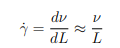 γ̇ = dν/dL ≈ ν/L